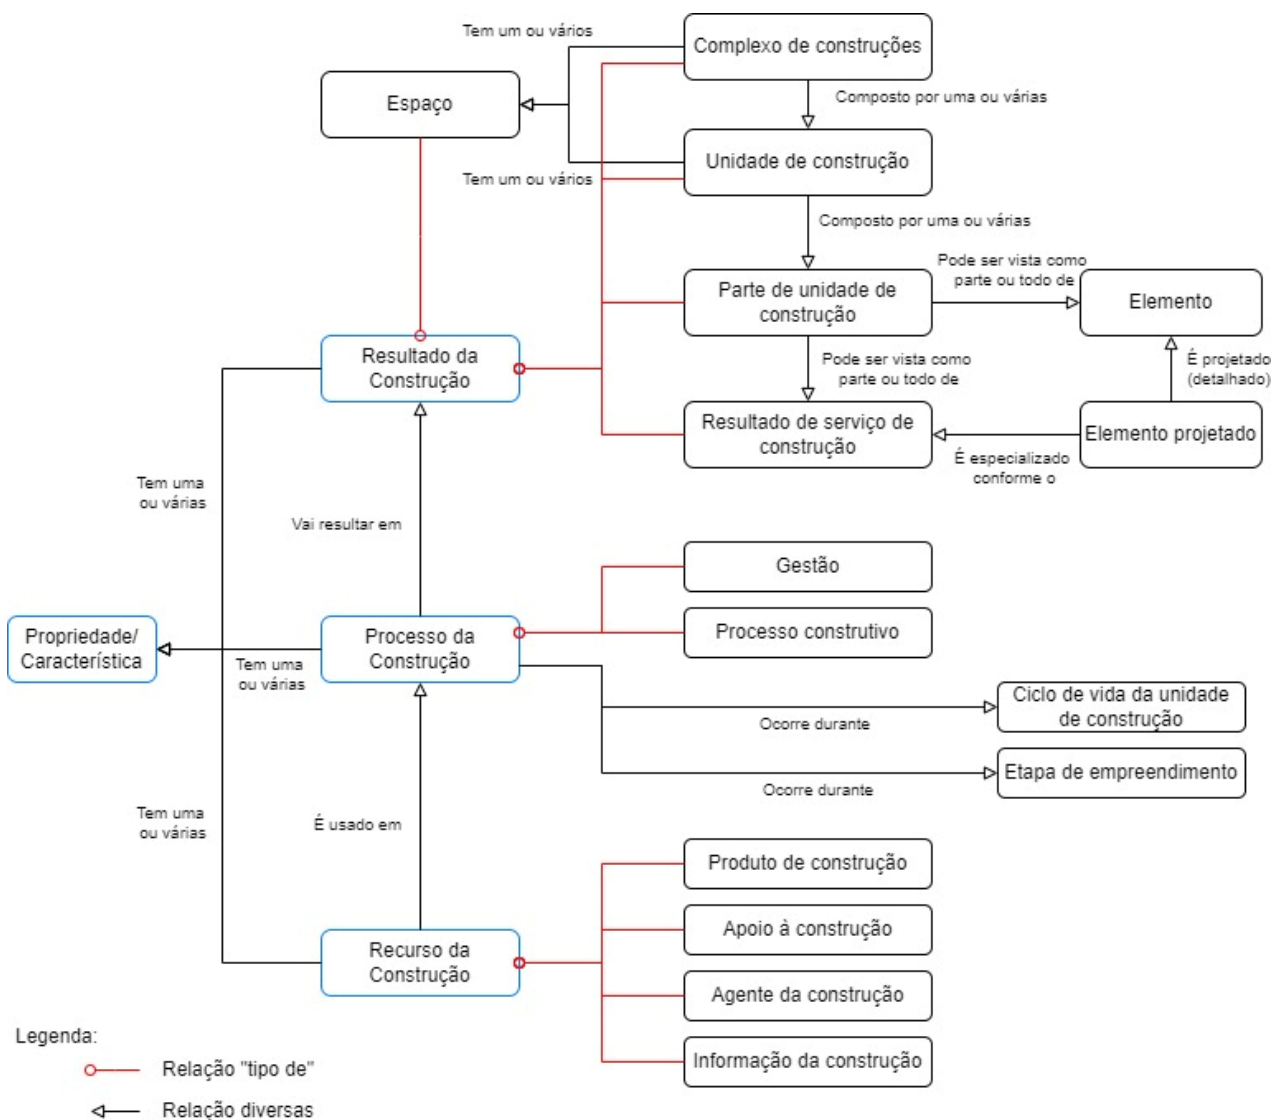 Tem um ou vários
Complexo de construções
Espaço
Composto por uma ou várias
Unidade de construção
Tem um ou vários
Composto por uma ou várias
Parte de unidade de
construção
Pode ser vista como
parte ou todo de
Elemento
Resultado da
Construção
Pode ser vista como
parte ou todo de
É projetado
(detalhado)
Resultado de serviço de
construção
Elemento projetado
É especializado
conforme o
Tem uma
ou várias
Vai resultar em
Gestão
Propriedade/
Característica
Tem uma
ou várias
Processo da
Construção
Processo construtivo
Ciclo de vida da unidade
de construção
Ocorre durante
Etapa de empreendimento
Ocorre durante
Tem uma
ou várias
É usado em
Produto de construção
Apoio à construção
Recurso da
Construção
Agente da construção
Informação da construção
Legenda:
Relação "tipo de"
Relação diversas